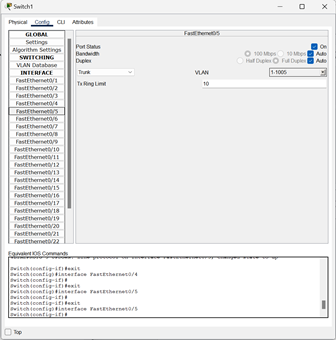 Switch1
Physical Config CLI Attributes
GLOBAL
Settings
Algorithm Settings
SWITCHING
VLAN Database
INTERFACE
FastEthernet0/1
FastEthernet0/2
FastEthernet0/3
FastEthernet0/4
FastEthernet0/5
FastEthernet0/6
FastEthernet0/7
FastEthernet0/8
FastEthernet0/9
FastEthernet0/10
FastEthernet0/11
FastEthernet0/12
FastEthernet0/13
FastEthernet0/14
FastEthernet0/15
FastEthernet0/16
FastEthernet0/17
FastEthernet0/18
FastEthernet0/19
FastEthernet0/20
FastEthernet0/21
FastEthernet0/22
FastEthernet0/5
Port Status On
Bandwidth 100 Mbps 10 Mbps Auto
Duplex Half Duplex Full Duplex Auto
Trunk VLAN 1-1005
Tx Ring Limit 10
Equivalent IOS Commands
Switch(config-if)#exit
Switch(config)#interface FastEthernet0/4
Switch(config-if)#
Switch(config-if)#exit
Switch(config)#interface FastEthernet0/5
Switch(config-if)#
Switch(config-if)#exit
Switch(config)#interface FastEthernet0/5
Switch(config-if)#
Top